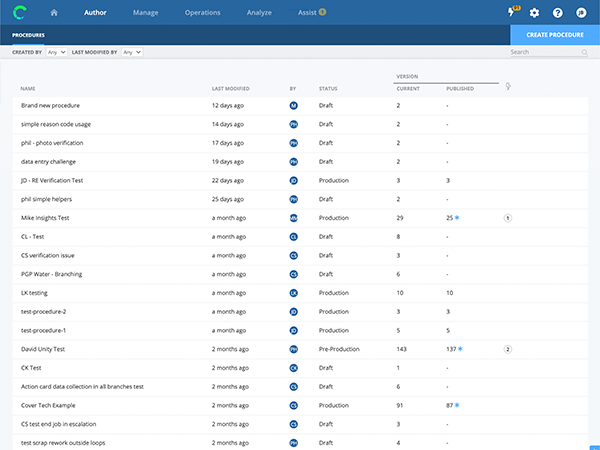 Author Manage Operations Analyze Assist
? JB
PROCEDURES CREATE PROCEDURE
CREATED BY Any LAST MODIFIED BY Any Search
VERSION
NAME LAST MODIFIED BY STATUS CURRENT PUBLISHED
Brand new procedure 12 days ago M Draft 2 -
simple reason code usage 14 days ago PH Draft 2 -
phil - photo verification 17 days ago PH Draft 2 -
data entry challenge 19 days ago PH Draft 2 -
JD - RE Verification Test 22 days ago JD Production 3 3
phil simple helpers 25 days ago PH Draft 2 -
Mike Insights Test a month ago MM Production 29 25 1
CL - Test a month ago CL Draft 8 -
CS verification issue a month ago CS Draft 3 -
PGP Water - Branching a month ago CS Draft 6 -
LK testing a month ago LK Production 10 10
test-procedure-2 a month ago JD Production 3 3
test-procedure-1 a month ago JD Production 5 5
David Unity Test 2 months ago PH Pre-Production 143 137 2
CK Test 2 months ago CK Draft 1 -
Action card data collection in all branches test 2 months ago CS Draft 6 -
Cover Tech Example 2 months ago CS Production 91 87
CS test end job in escalation 2 months ago CS Draft 3 -
test scrap rework outside loops 2 months ago PH Draft 4 -